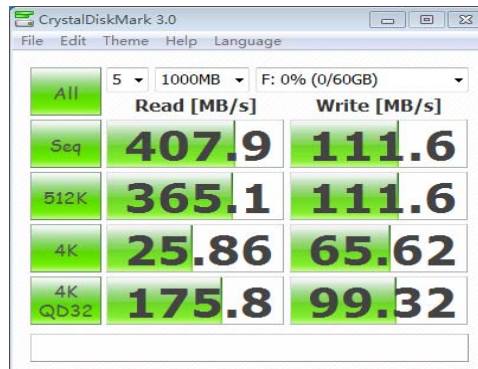 CrystalDiskMark 3.0
File Edit Theme Help Language
All 5 1000MB F: 0% (0/60GB)
Read [MB/s] Write [MB/s]
Seq 407.9 111.6
512K 365.1 111.6
4K 25.86 65.62
4K QD32 175.8 99.32